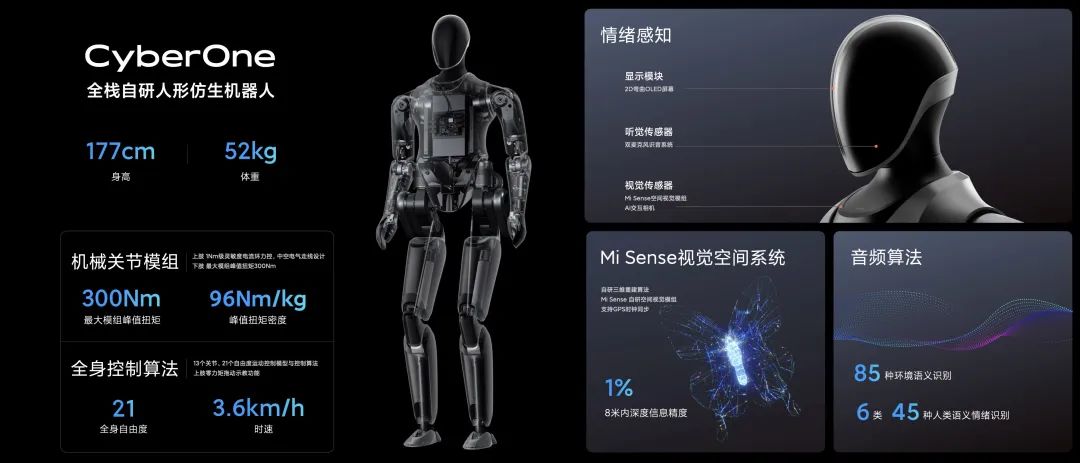 CyberOne
全栈自研人形仿生机器人
177cm
身高
52kg
体重
机械关节模组
上肢 1Nm级灵敏度电流环力控,中空电气走线设计
下肢 最大模组峰值扭矩300Nm
300Nm
最大模组峰值扭矩
96Nm/kg
峰值扭矩密度
全身控制算法
13个关节、21个自由度运动控制模型与控制算法
上肢零力矩拖动示教功能
21
全身自由度
3.6km/h
时速
情绪感知
显示模块
2D弯曲OLED屏幕
听觉传感器
双麦克风识音系统
视觉传感器
Mi Sense空间视觉模组
AI交互相机
Mi Sense视觉空间系统
自研三维重建算法
Mi Sense 自研空间视觉模组
支持GPS时钟同步
1%
8米内深度信息精度
音频算法
85 种环境语义识别
6 类 45 种人类语义情绪识别